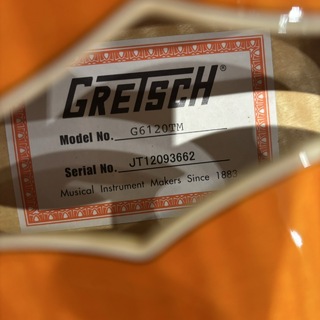 GRETSCH®
Model No. G6120TM
Serial No. JT12093662
Musical Instrument Makers Since 1883